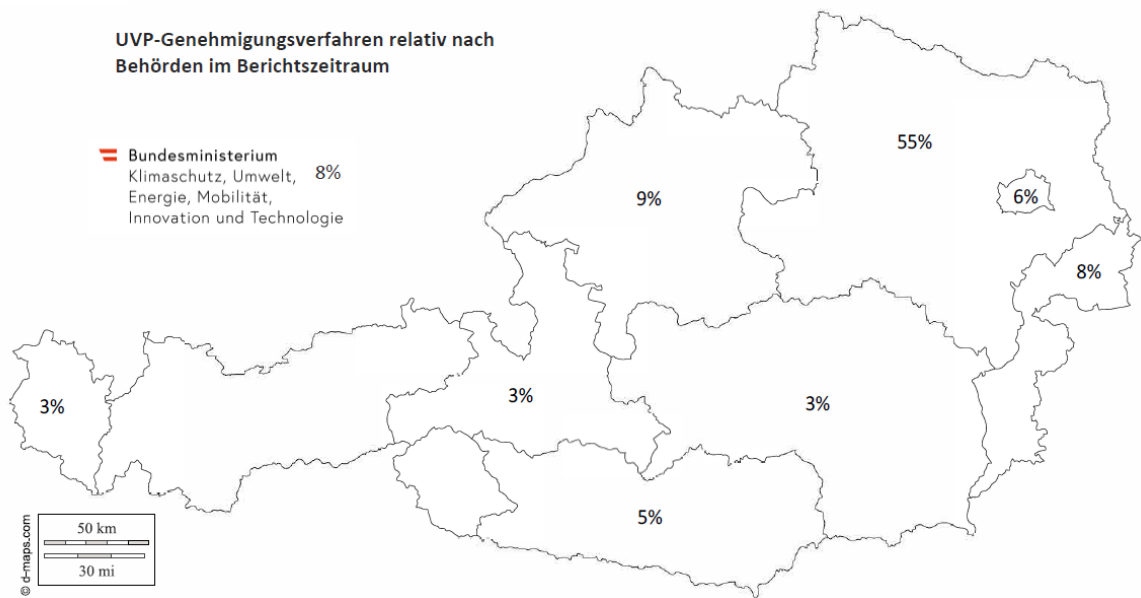 UVP-Genehmigungsverfahren relativ nach
Behörden im Berichtszeitraum
Bundesministerium
Klimaschutz, Umwelt, 8%
Energie, Mobilität,
Innovation und Technologie
55%
9%
6%
8%
3%
3%
3%
5%
50 km
30 mi
© d-maps.com